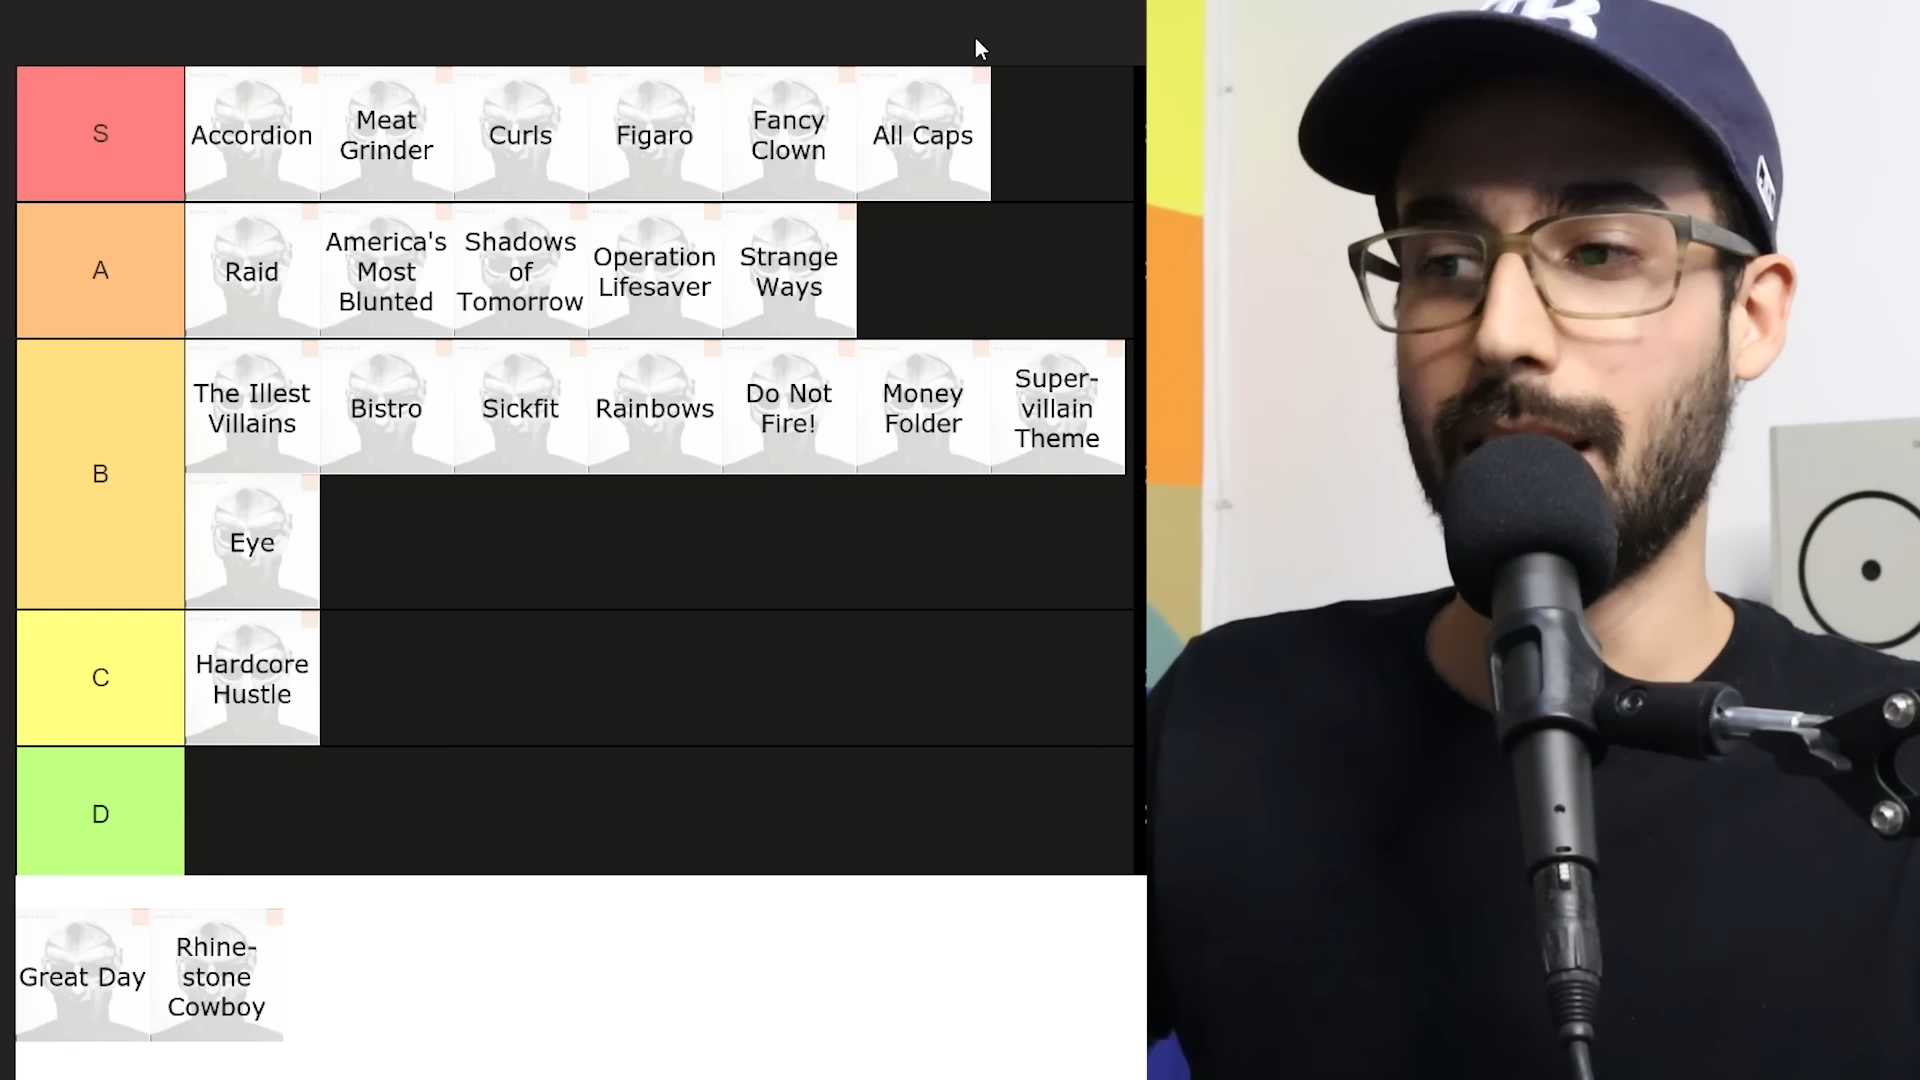 S
Accordion
Meat
Grinder
Curls
Figaro
Fancy
Clown
All Caps
A
Raid
America's
Most
Blunted
Shadows
of
Tomorrow
Operation
Lifesaver
Strange
Ways
B
The Illest
Villains
Bistro
Sickfit
Rainbows
Do Not
Fire!
Money
Folder
Super-
villain
Theme
Eye
C
Hardcore
Hustle
D
Great Day
Rhine-
stone
Cowboy